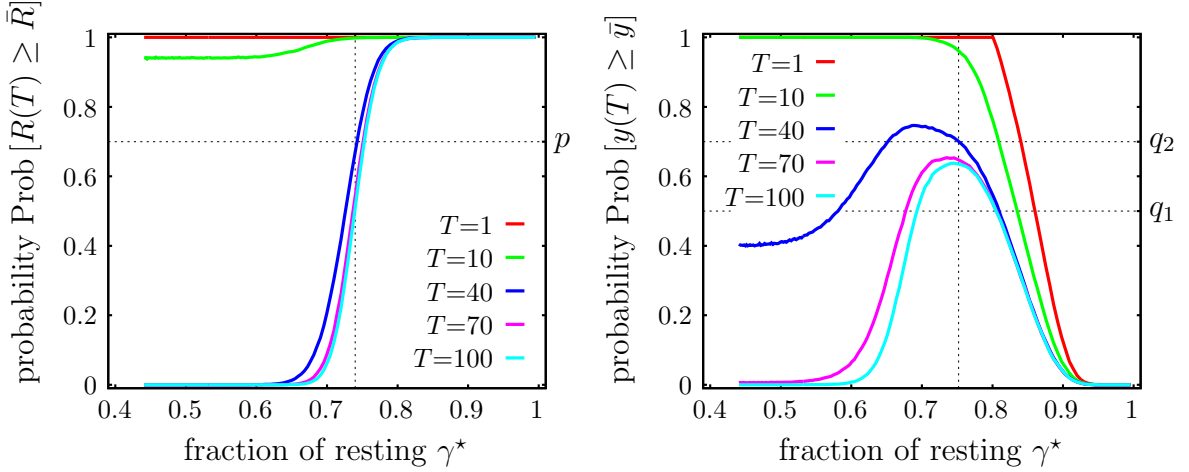 probability Prob [R(T) ≥ R̄]
1
0.8
0.6
0.4
0.2
0
p
T=1
T=10
T=40
T=70
T=100
0.4 0.5 0.6 0.7 0.8 0.9 1
fraction of resting γ⋆
probability Prob [y(T) ≥ ȳ]
1
0.8
0.6
0.4
0.2
0
T=1
T=10
T=40
T=70
T=100
q₂
q₁
0.4 0.5 0.6 0.7 0.8 0.9 1
fraction of resting γ⋆